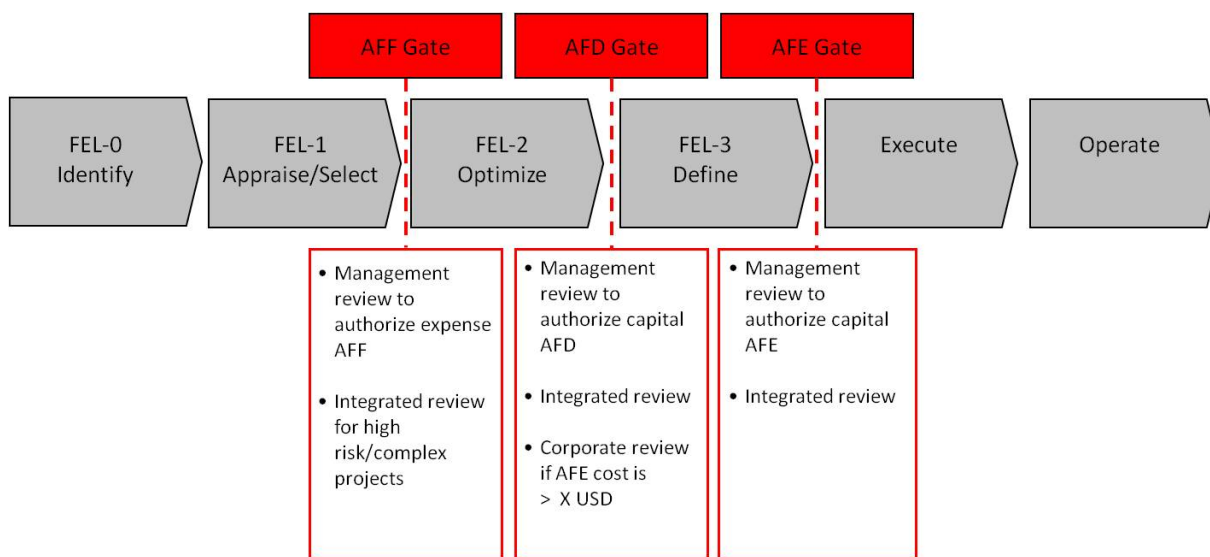 AFF Gate
AFD Gate
AFE Gate
FEL-0
Identify
FEL-1
Appraise/Select
FEL-2
Optimize
FEL-3
Define
Execute
Operate
• Management
review to
authorize expense
AFF
• Integrated review
for high
risk/complex
projects
• Management
review to
authorize capital
AFD
• Integrated review
• Corporate review
if AFE cost is
> X USD
• Management
review to
authorize capital
AFE
• Integrated review